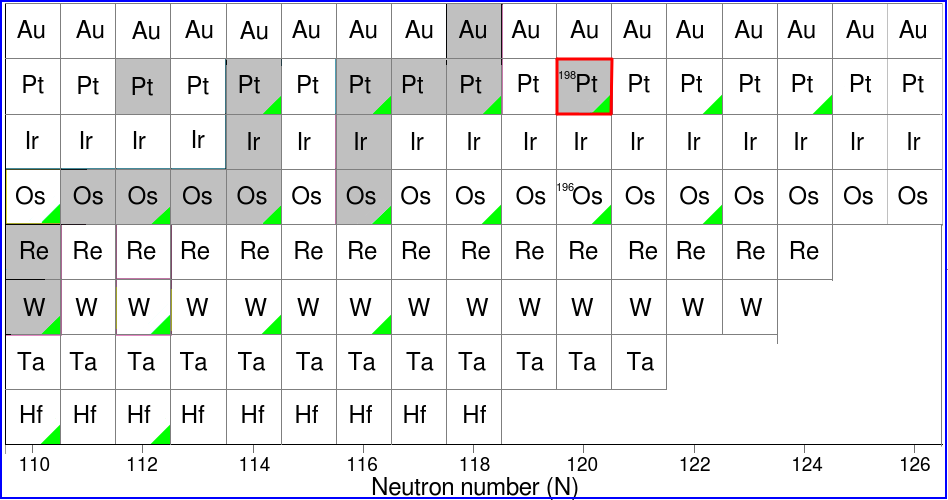 Au Au Au Au Au Au Au Au Au Au Au Au Au Au Au Au Au
Pt Pt Pt Pt Pt Pt Pt Pt Pt Pt 198Pt Pt Pt Pt Pt Pt Pt
Ir Ir Ir Ir Ir Ir Ir Ir Ir Ir Ir Ir Ir Ir Ir Ir Ir
Os Os Os Os Os Os Os Os Os Os 196Os Os Os Os Os Os Os
Re Re Re Re Re Re Re Re Re Re Re Re Re Re Re
W W W W W W W W W W W W W W
Ta Ta Ta Ta Ta Ta Ta Ta Ta Ta Ta Ta
Hf Hf Hf Hf Hf Hf Hf Hf Hf
110 112 114 116 118 120 122 124 126
Neutron number (N)